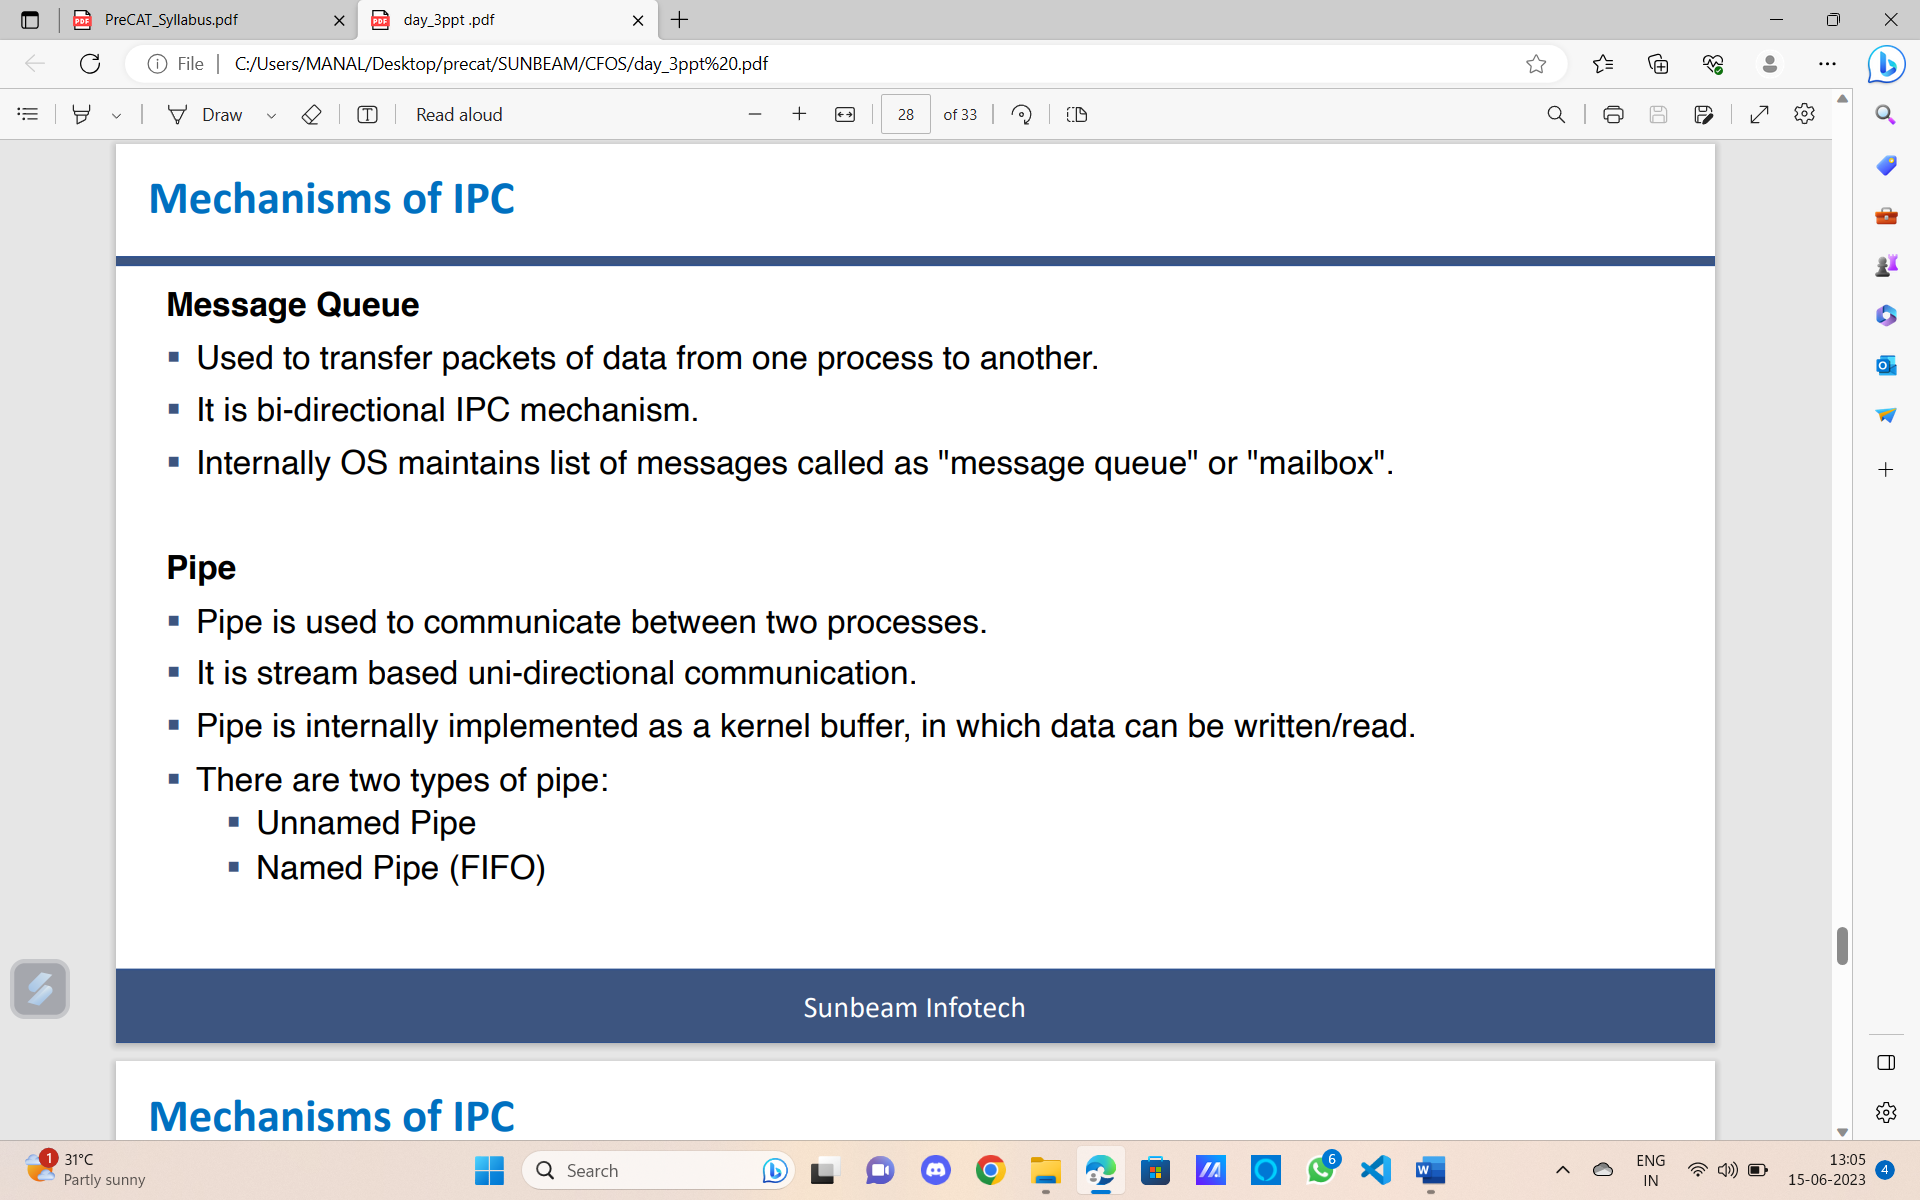 PreCAT_Syllabus.pdf
day_3ppt .pdf
File
C:/Users/MANAL/Desktop/precat/SUNBEAM/CFOS/day_3ppt%20.pdf
Draw
Read aloud
28
of 33
Mechanisms of IPC
Message Queue
Used to transfer packets of data from one process to another.
It is bi-directional IPC mechanism.
Internally OS maintains list of messages called as "message queue" or "mailbox".
Pipe
Pipe is used to communicate between two processes.
It is stream based uni-directional communication.
Pipe is internally implemented as a kernel buffer, in which data can be written/read.
There are two types of pipe:
Unnamed Pipe
Named Pipe (FIFO)
Sunbeam Infotech
Mechanisms of IPC
1
31°C
Partly sunny
Search
6
ENG
IN
13:05
15-06-2023
4